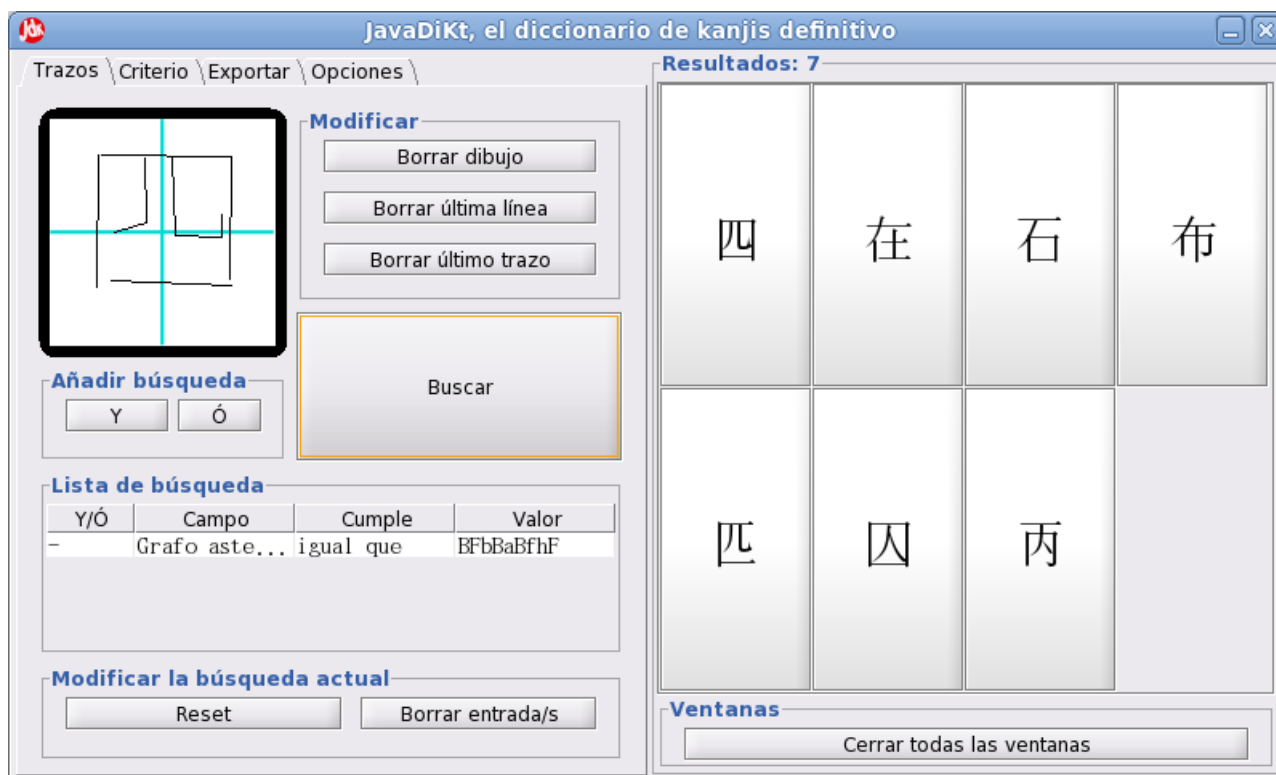 Jdk JavaDiKt, el diccionario de kanjis definitivo
Trazos Criterio Exportar Opciones
Modificar
Borrar dibujo
Borrar última línea
Borrar último trazo
Añadir búsqueda
Y Ó
Buscar
Lista de búsqueda
Y/Ó Campo Cumple Valor
- Grafo aste... igual que BFbBaBfhF
Modificar la búsqueda actual
Reset Borrar entrada/s
Resultados: 7
四 在 石 布
匹 囚 丙
Ventanas
Cerrar todas las ventanas